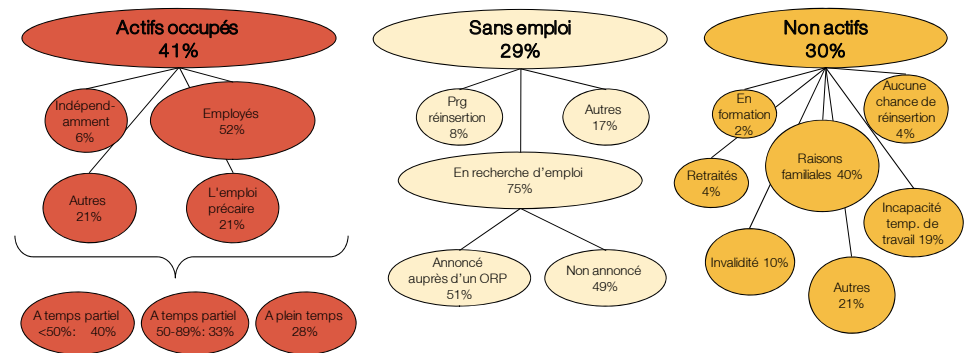 Actifs occupés
41%
Indépend-
amment
6%
Employés
52%
Autres
21%
L'emploi
précaire
21%
A temps partiel
<50%: 40%
A temps partiel
50-89%: 33%
A plein temps
28%
Sans emploi
29%
Prg
réinsertion
8%
Autres
17%
En recherche d'emploi
75%
Annoncé
auprès d'un ORP
51%
Non annoncé
49%
Non actifs
30%
En
formation
2%
Aucune
chance de
réinsertion
4%
Retraités
4%
Raisons
familiales 40%
Incapacité
temp. de
travail 19%
Invalidité 10%
Autres
21%